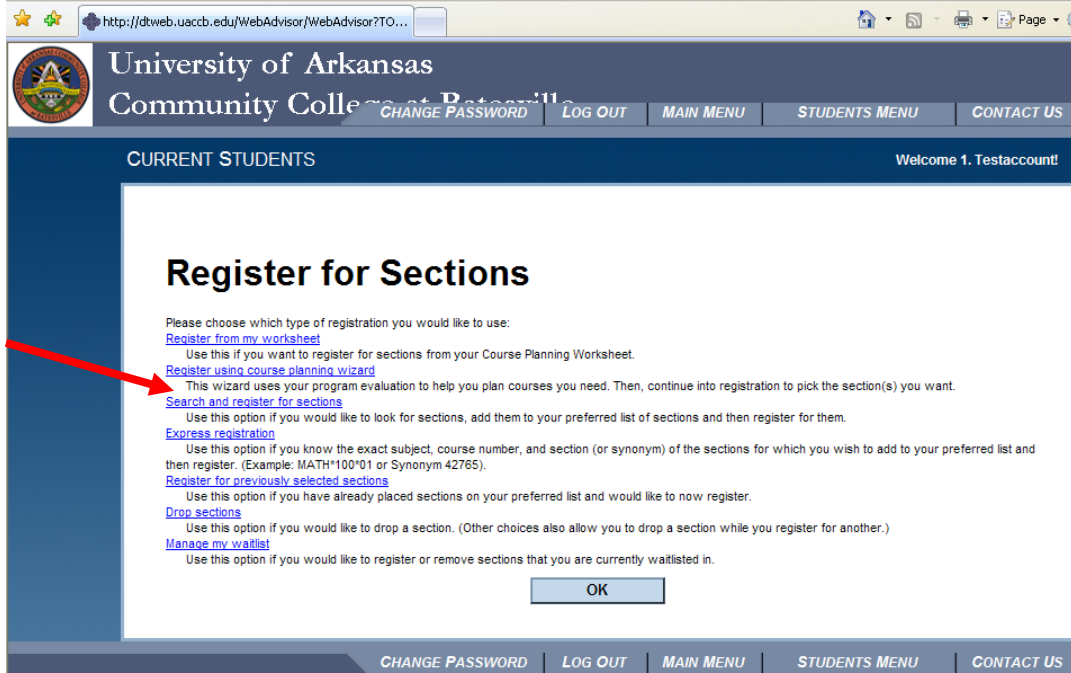 http://dtweb.uaccb.edu/WebAdvisor/WebAdvisor?TO...
Page
University of Arkansas
Community College at Batesville
CHANGE PASSWORD LOG OUT MAIN MENU STUDENTS MENU CONTACT US
CURRENT STUDENTS Welcome 1. Testaccount!
Register for Sections
Please choose which type of registration you would like to use:
Register from my worksheet
Use this if you want to register for sections from your Course Planning Worksheet.
Register using course planning wizard
This wizard uses your program evaluation to help you plan courses you need. Then, continue into registration to pick the section(s) you want.
Search and register for sections
Use this option if you would like to look for sections, add them to your preferred list of sections and then register for them.
Express registration
Use this option if you know the exact subject, course number, and section (or synonym) of the sections for which you wish to add to your preferred list and
then register. (Example: MATH*100*01 or Synonym 42765).
Register for previously selected sections
Use this option if you have already placed sections on your preferred list and would like to now register.
Drop sections
Use this option if you would like to drop a section. (Other choices also allow you to drop a section while you register for another.)
Manage my waitlist
Use this option if you would like to register or remove sections that you are currently waitlisted in.
OK
CHANGE PASSWORD LOG OUT MAIN MENU STUDENTS MENU CONTACT US